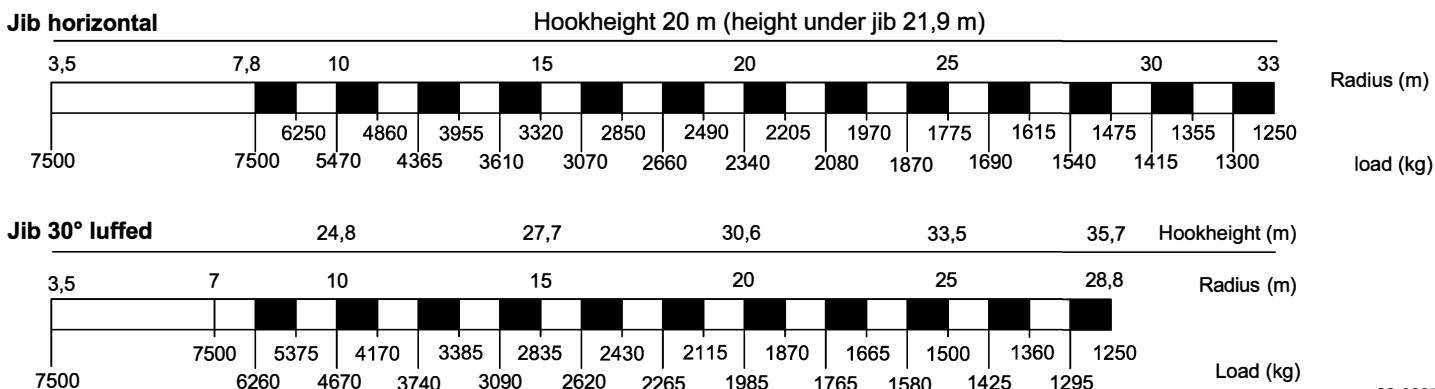 Jib horizontal Hookheight 20 m (height under jib 21,9 m)
3,5 7,8 10 15 20 25 30 33
Radius (m)
6250 4860 3955 3320 2850 2490 2205 1970 1775 1615 1475 1355 1250
7500 7500 5470 4365 3610 3070 2660 2340 2080 1870 1690 1540 1415 1300 load (kg)
Jib 30° luffed 24,8 27,7 30,6 33,5 35,7 Hookheight (m)
3,5 7 10 15 20 25 28,8 Radius (m)
7500 5375 4170 3385 2835 2430 2115 1870 1665 1500 1360 1250
7500 6260 4670 3740 3090 2620 2265 1985 1765 1580 1425 1295 Load (kg)